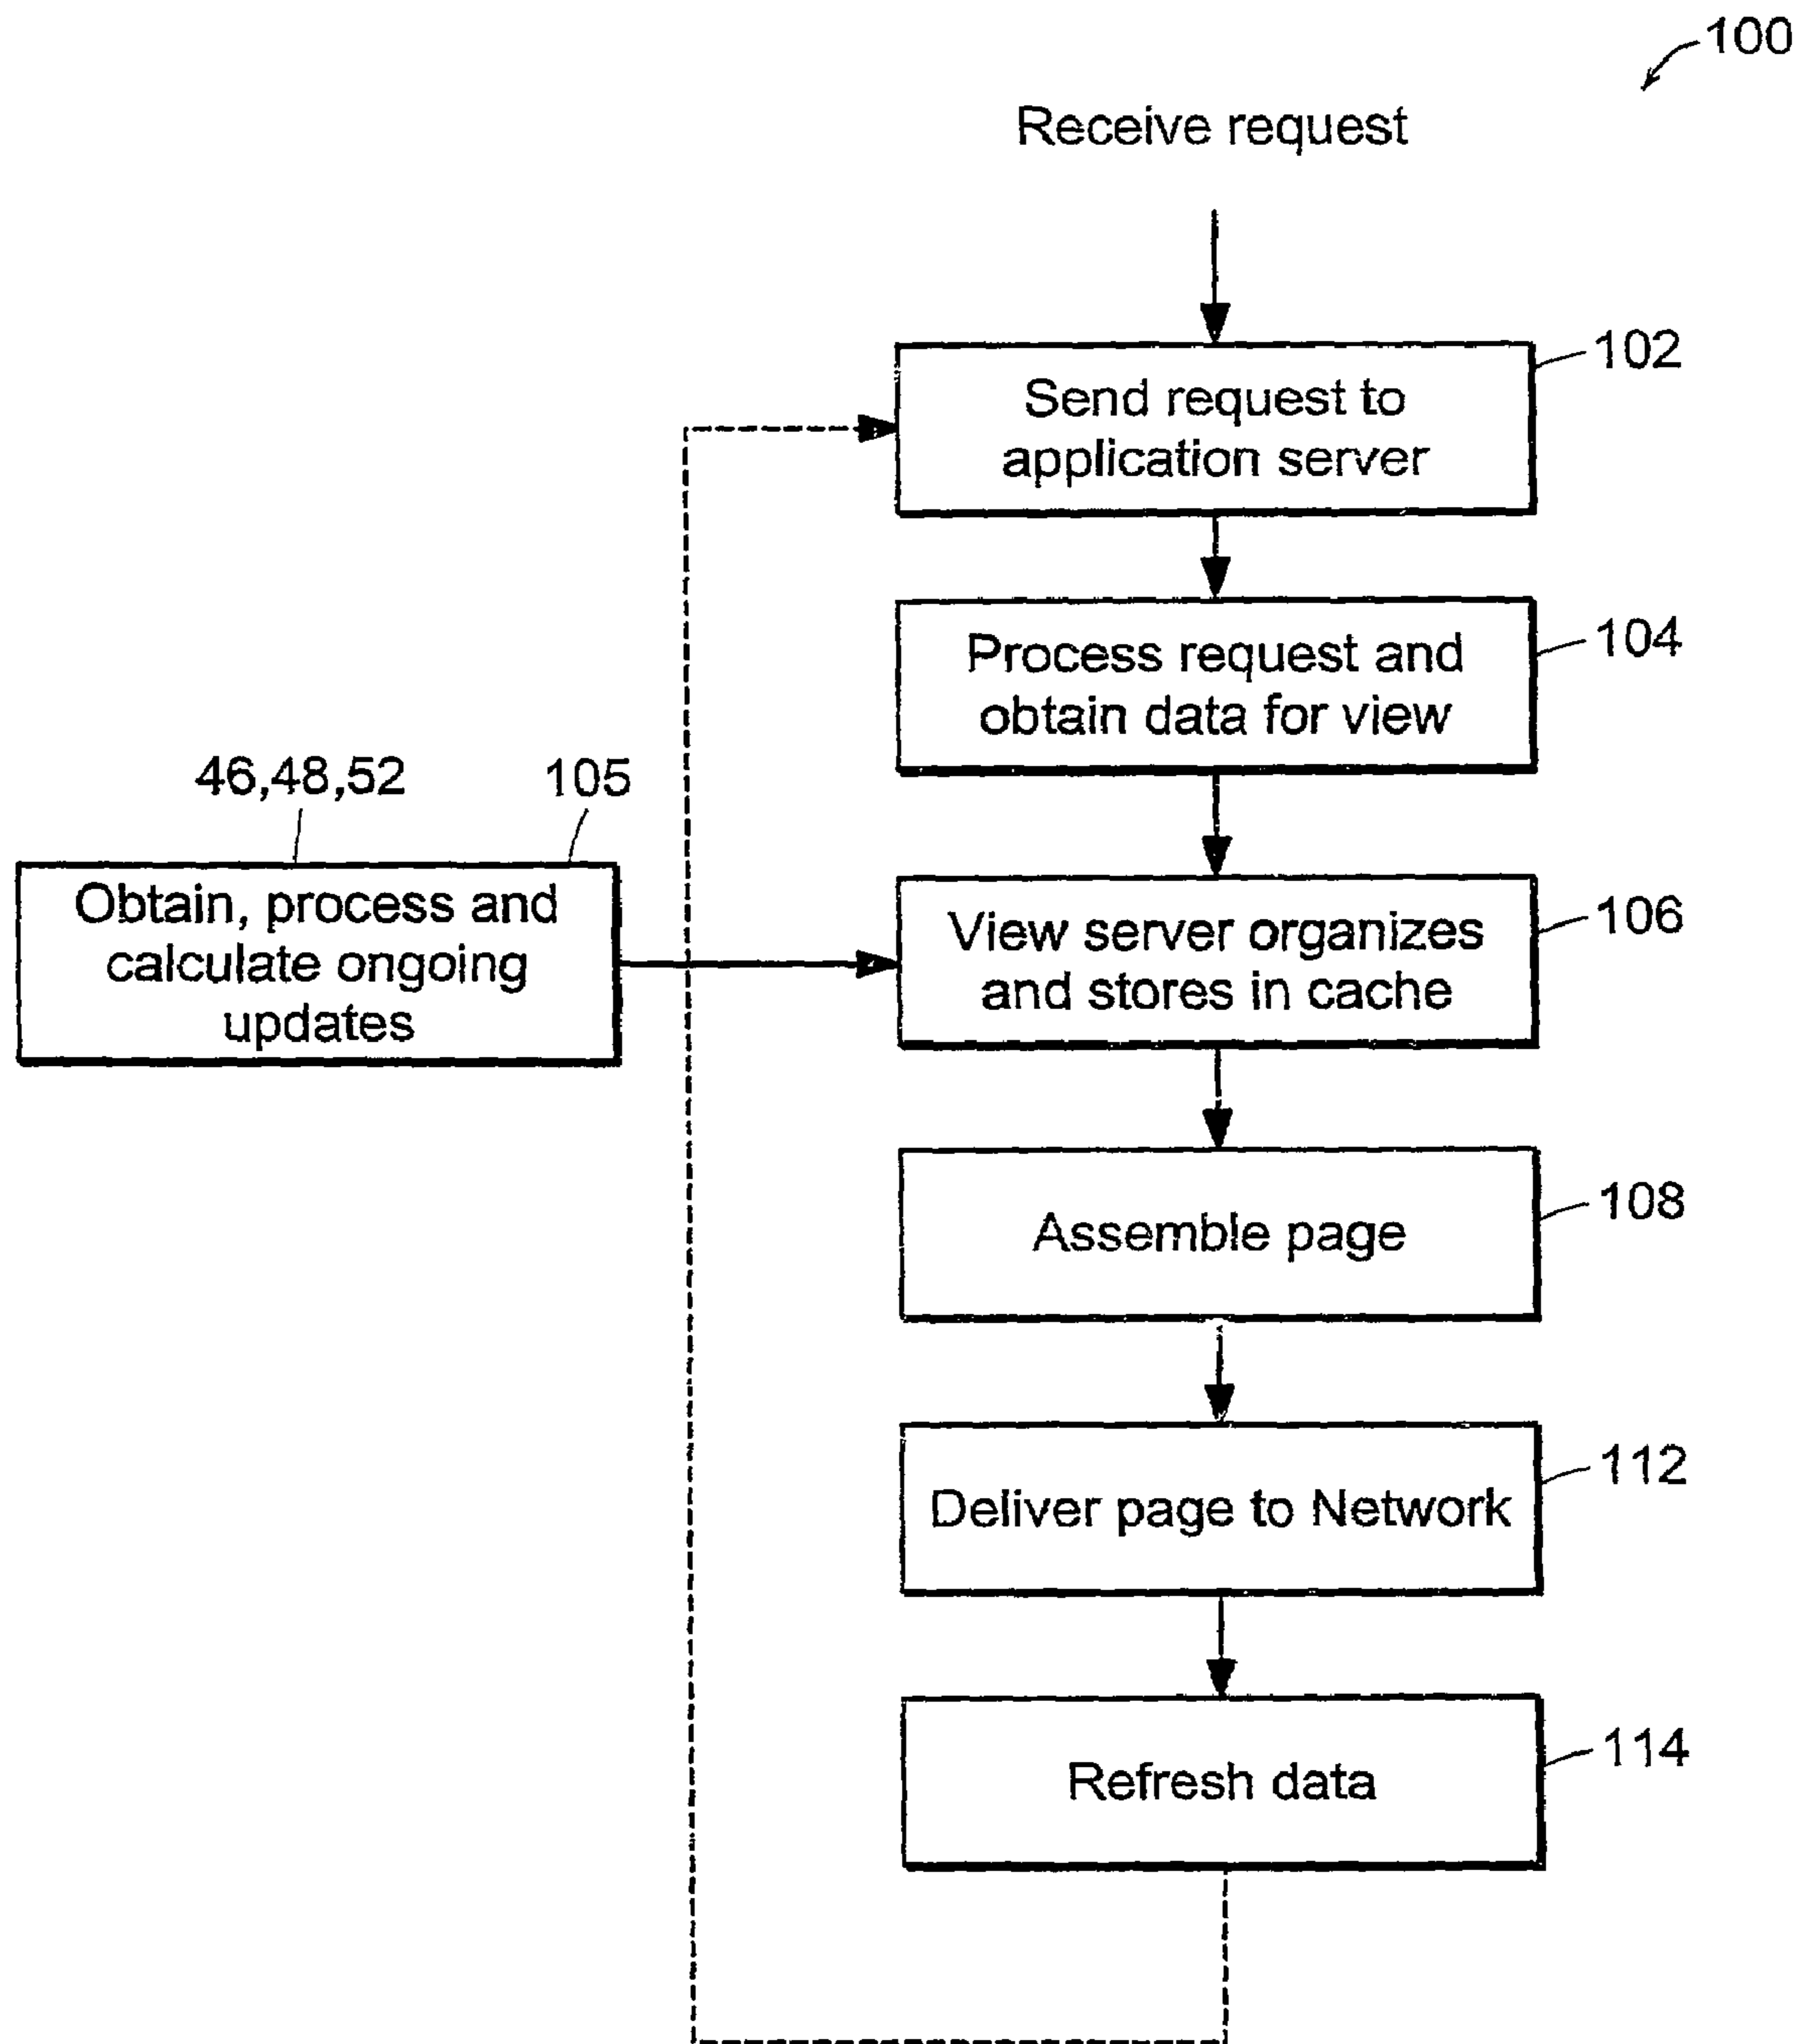 100
Receive request
102
Send request to
application server
104
Process request and
obtain data for view
46,48,52
105
Obtain, process and
calculate ongoing
updates
106
View server organizes
and stores in cache
108
Assemble page
112
Deliver page to Network
114
Refresh data